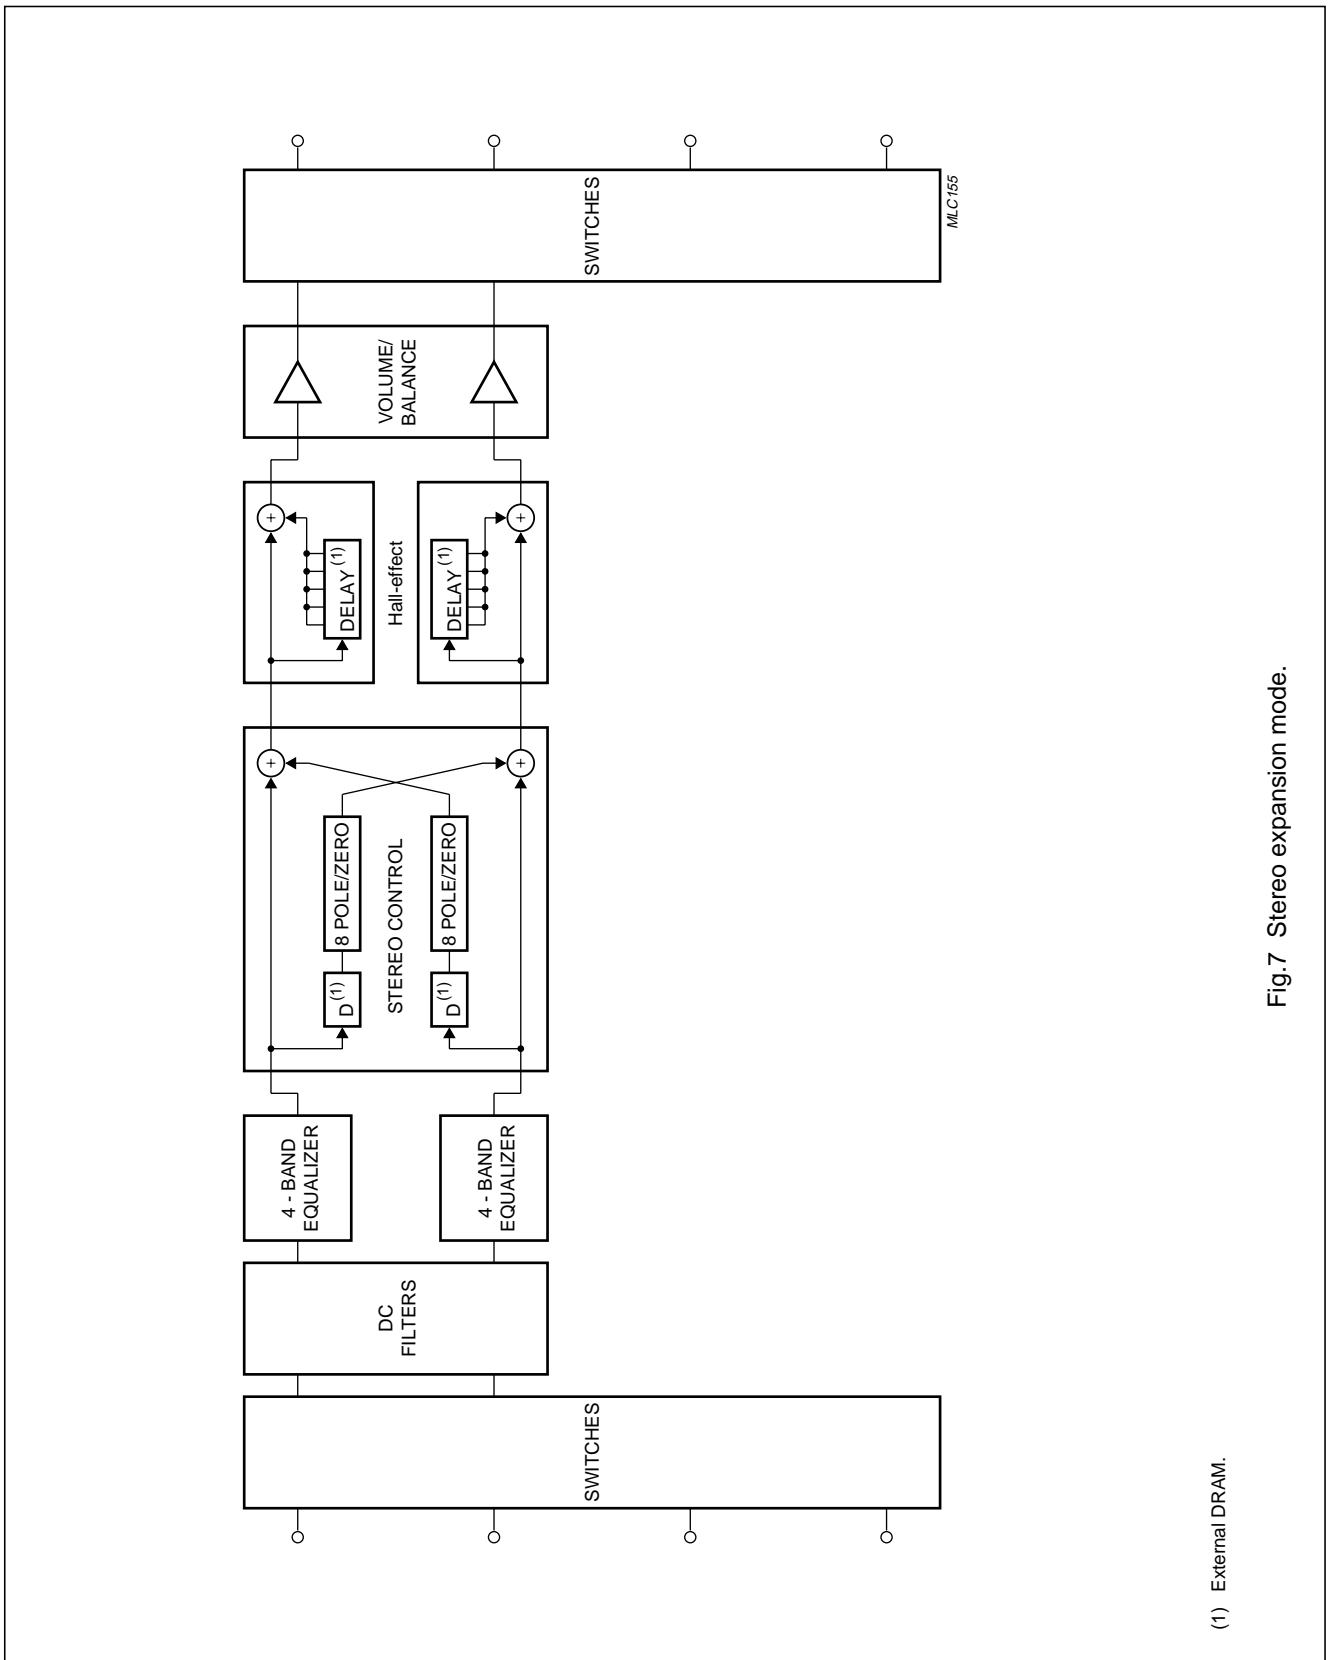 SWITCHES
DC
FILTERS
4 - BAND
EQUALIZER
4 - BAND
EQUALIZER
D(1)
8 POLE/ZERO
STEREO CONTROL
D(1)
8 POLE/ZERO
+
+
DELAY(1)
Hall-effect
DELAY(1)
+
+
VOLUME/
BALANCE
SWITCHES
MLC155
(1) External DRAM.
Fig.7 Stereo expansion mode.